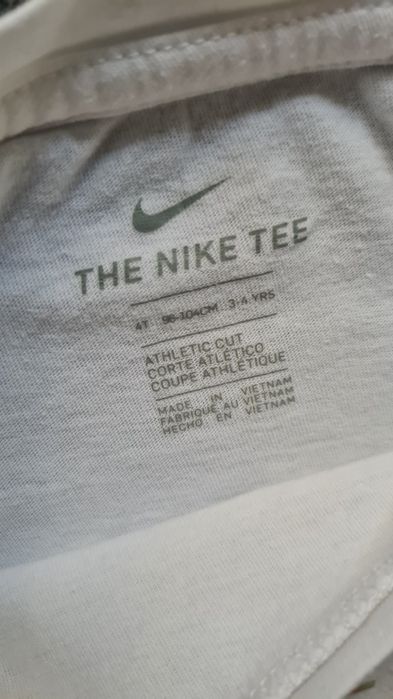 THE NIKE TEE
4T 96-104CM 3-4 YRS
ATHLETIC CUT
CORTE ATLÉTICO
COUPE ATHLÉTIQUE
MADE IN VIETNAM
FABRIQUÉ AU VIETNAM
HECHO EN VIETNAM